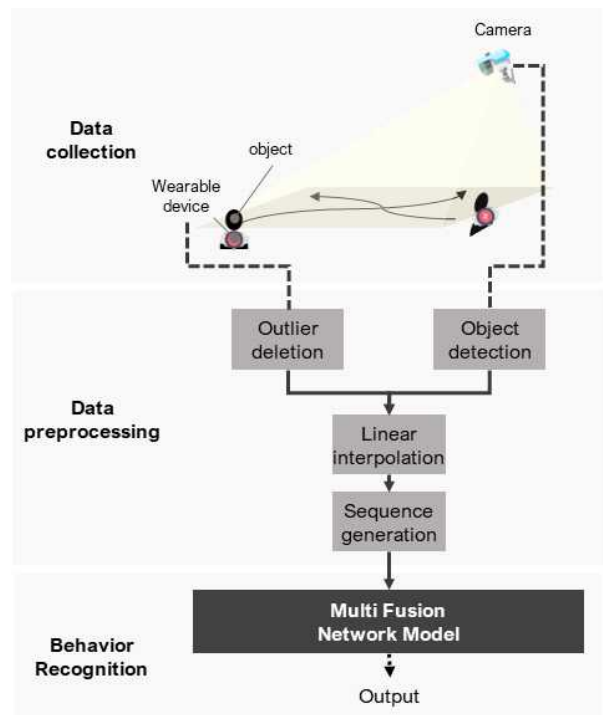 Camera
Data
collection
object
Wearable
device
Outlier
deletion
Object
detection
Data
preprocessing
Linear
interpolation
Sequence
generation
Multi Fusion
Network Model
Behavior
Recognition
Output